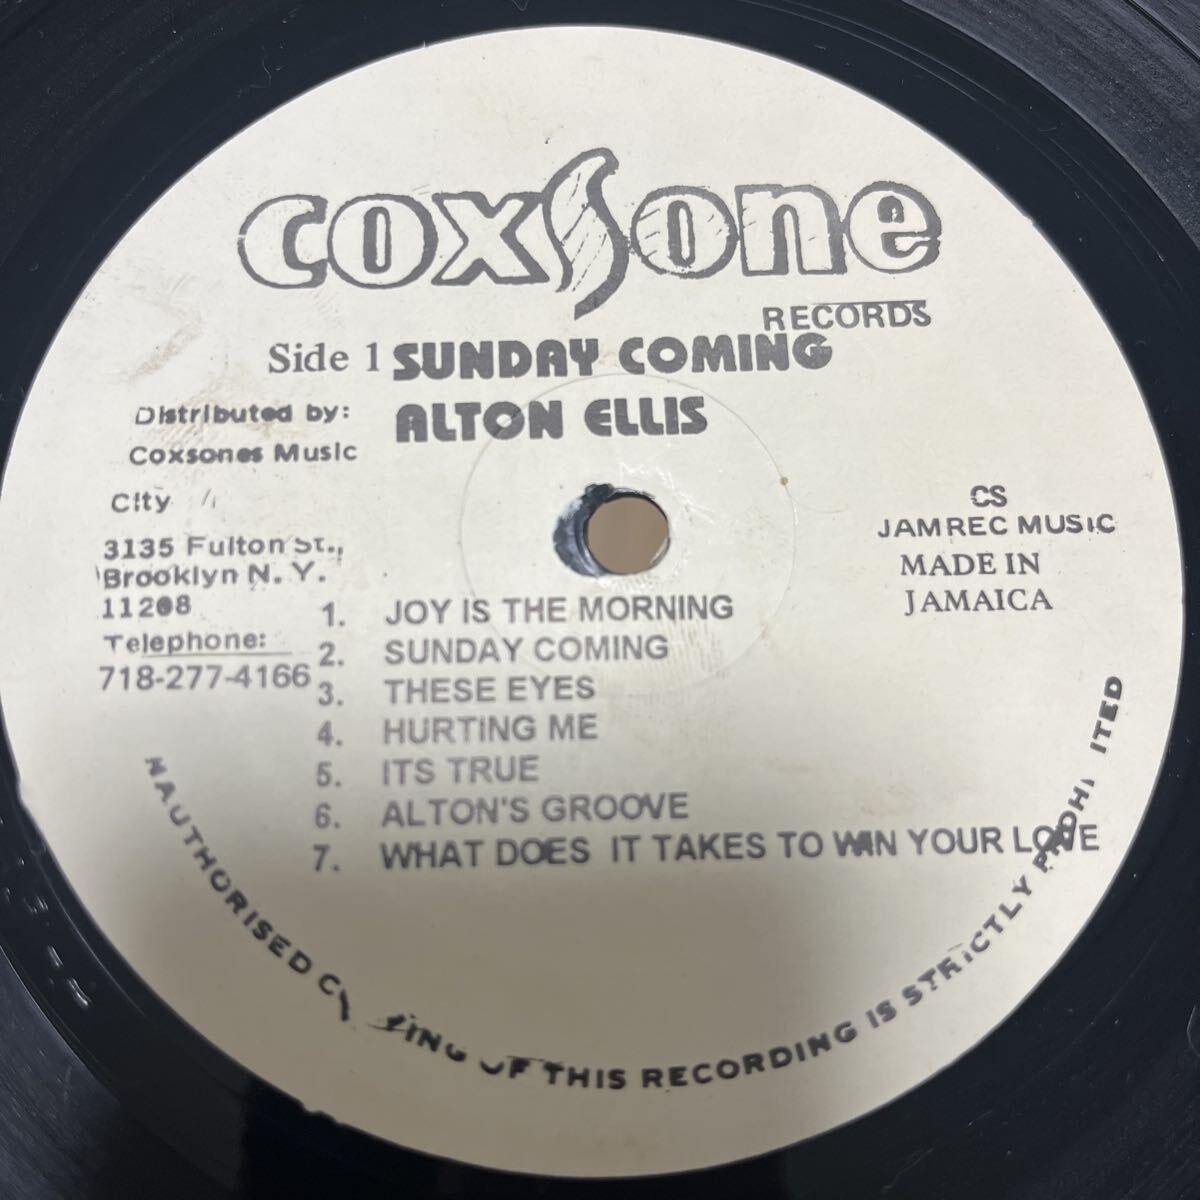 coxsone
RECORDS
Side 1 SUNDAY COMING
ALTON ELLIS
Distributed by:
Coxsones Music
City
3135 Fulton St.,
Brooklyn N.Y.
11208
Telephone:
718-277-4166
CS
JAMREC MUSIC
MADE IN
JAMAICA
1. JOY IS THE MORNING
2. SUNDAY COMING
3. THESE EYES
4. HURTING ME
5. ITS TRUE
6. ALTON'S GROOVE
7. WHAT DOES IT TAKES TO WIN YOUR LOVE
NAUTHORISED OF THIS RECORDING IS STRICTLY PROHIBITED